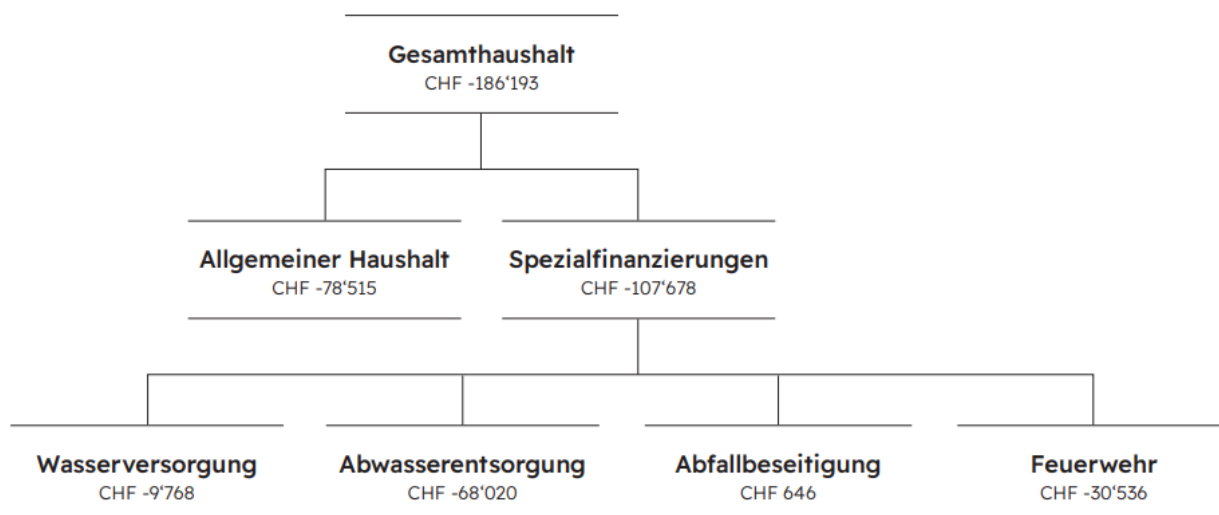 Gesamthaushalt
CHF -186‘193
Allgemeiner Haushalt
CHF -78‘515
Spezialfinanzierungen
CHF -107‘678
Wasserversorgung
CHF -9‘768
Abwasserentsorgung
CHF -68‘020
Abfallbeseitigung
CHF 646
Feuerwehr
CHF -30‘536